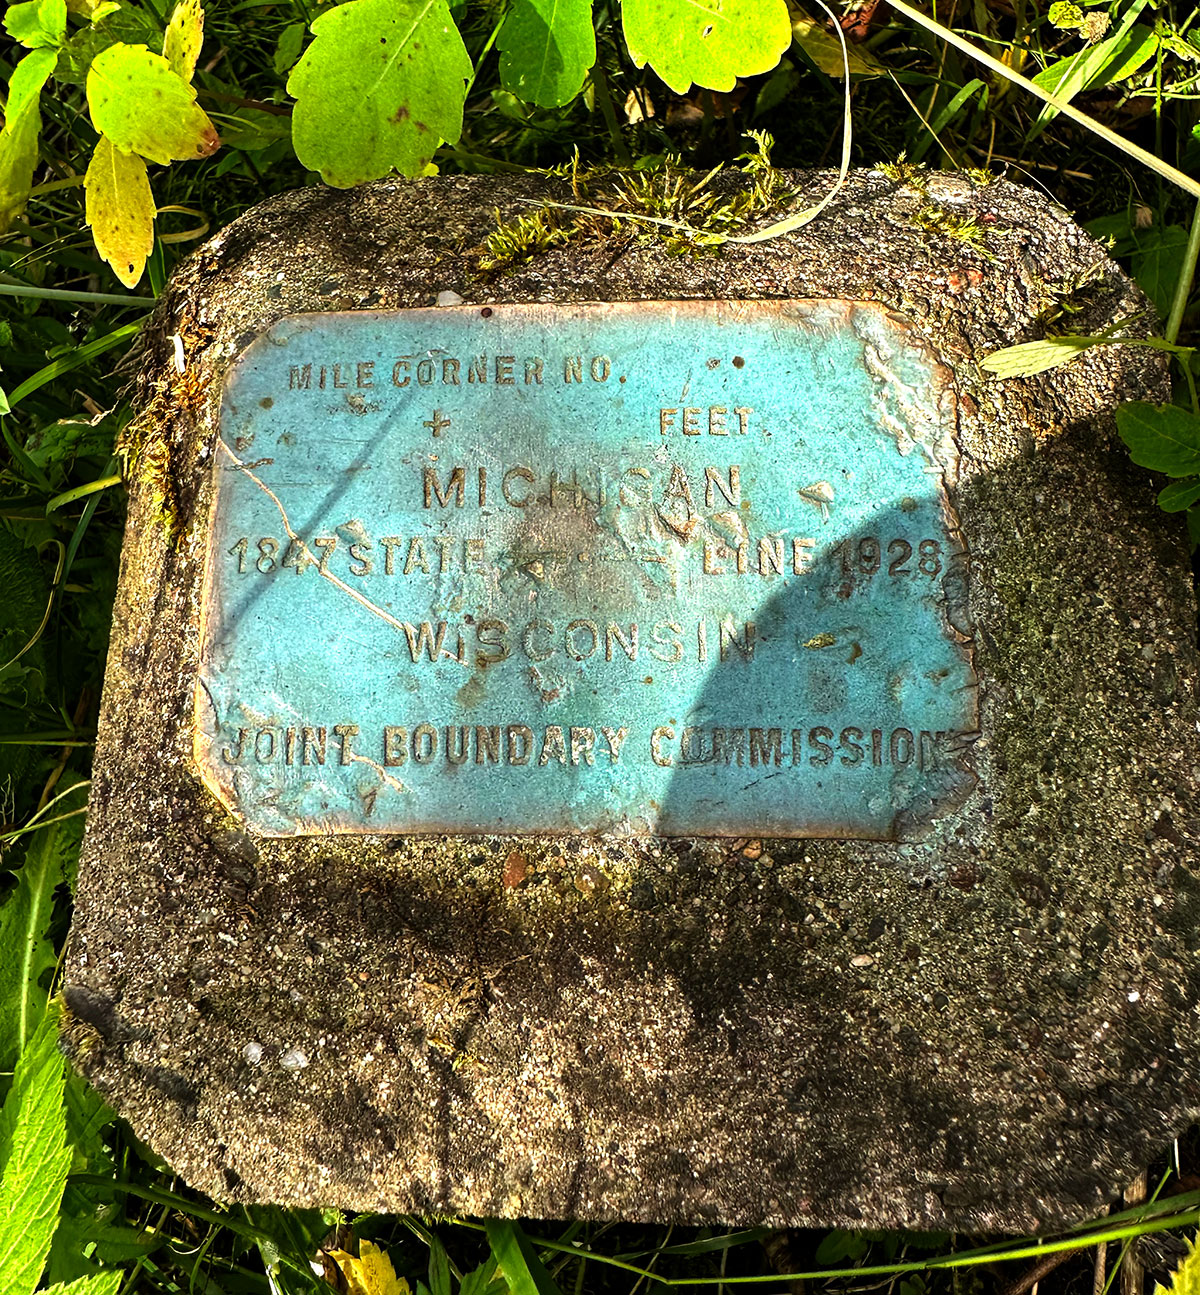 MILE CORNER NO.
+ FEET.
MICHIGAN
1847 STATE — · — LINE 1928
WISCONSIN
JOINT BOUNDARY COMMISSION